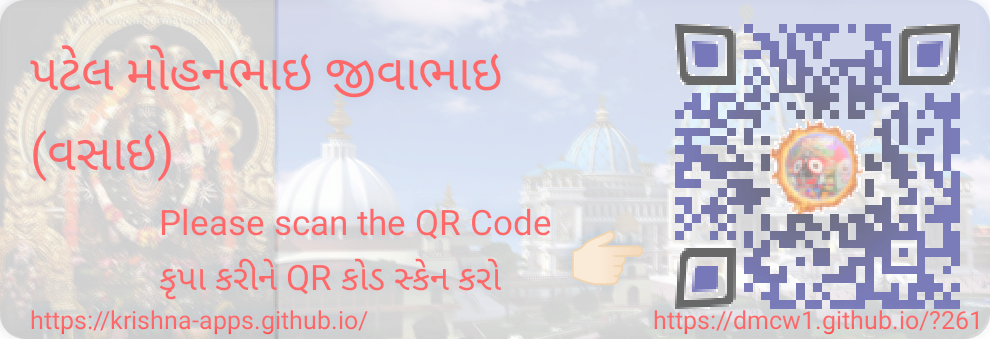 પટેલ મોહનભાઇ જીવાભાઇ
(વસાઇ)
Please scan the QR Code
કૃપા કરીને QR કોડ સ્કેન કરો
https://krishna-apps.github.io/
https://dmcw1.github.io/?261